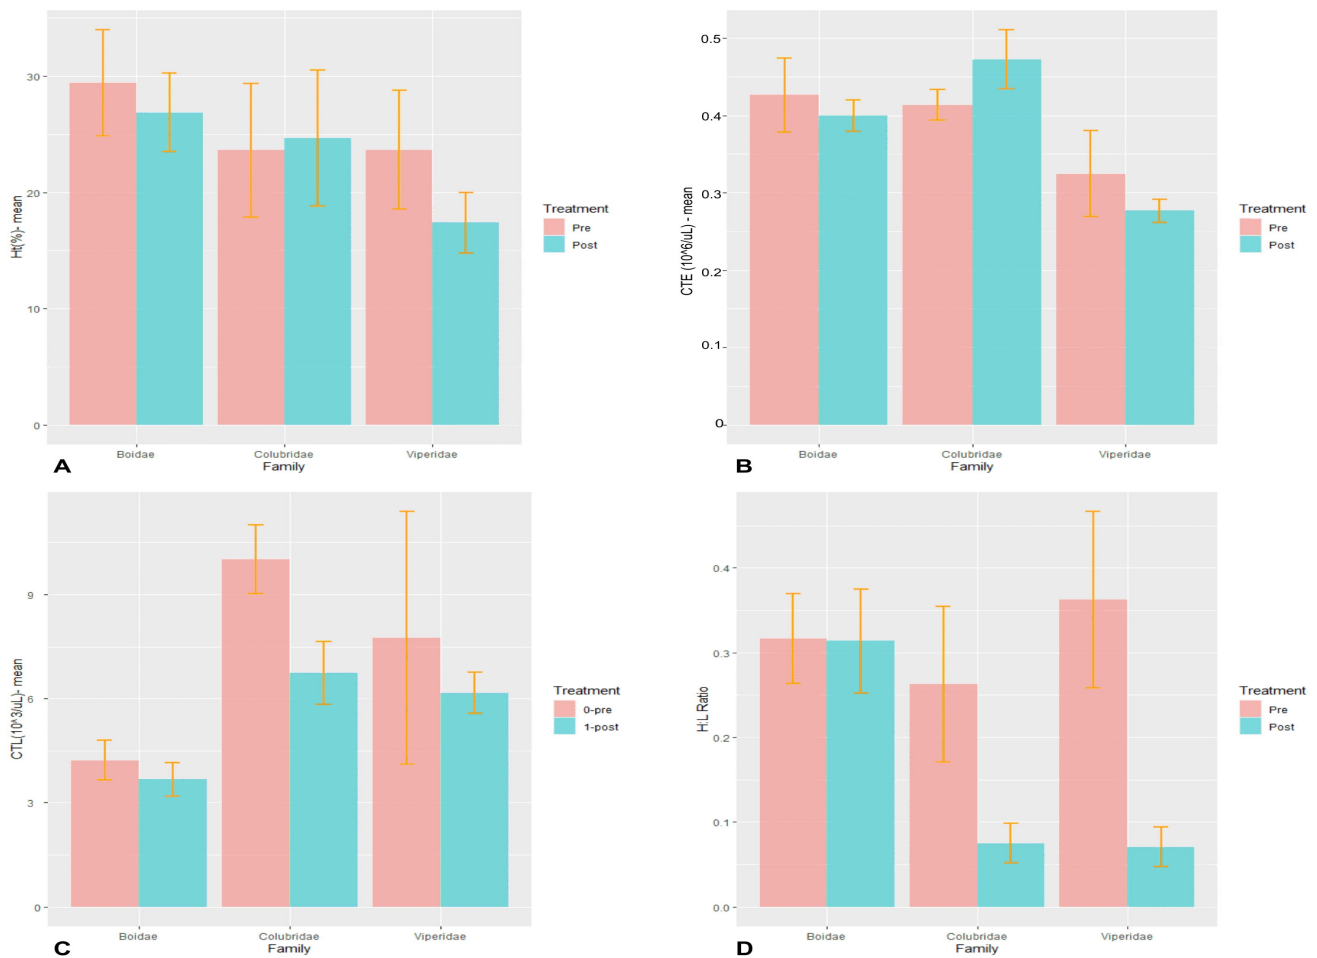 Ht(%)- mean
30
20
10
0
Boidae
Colubridae
Viperidae
Family
A
Treatment
Pre
Post
CTE (10^6/uL) - mean
0.5
0.4
0.3
0.2
0.1
0
Boidae
Colubridae
Viperidae
Family
B
Treatment
Pre
Post
CTL(10^3/uL)- mean
9
6
3
0
Boidae
Colubridae
Viperidae
Family
C
Treatment
0-pre
1-post
H:L Ratio
0.4
0.3
0.2
0.1
0.0
Boidae
Colubridae
Viperidae
Family
D
Treatment
Pre
Post